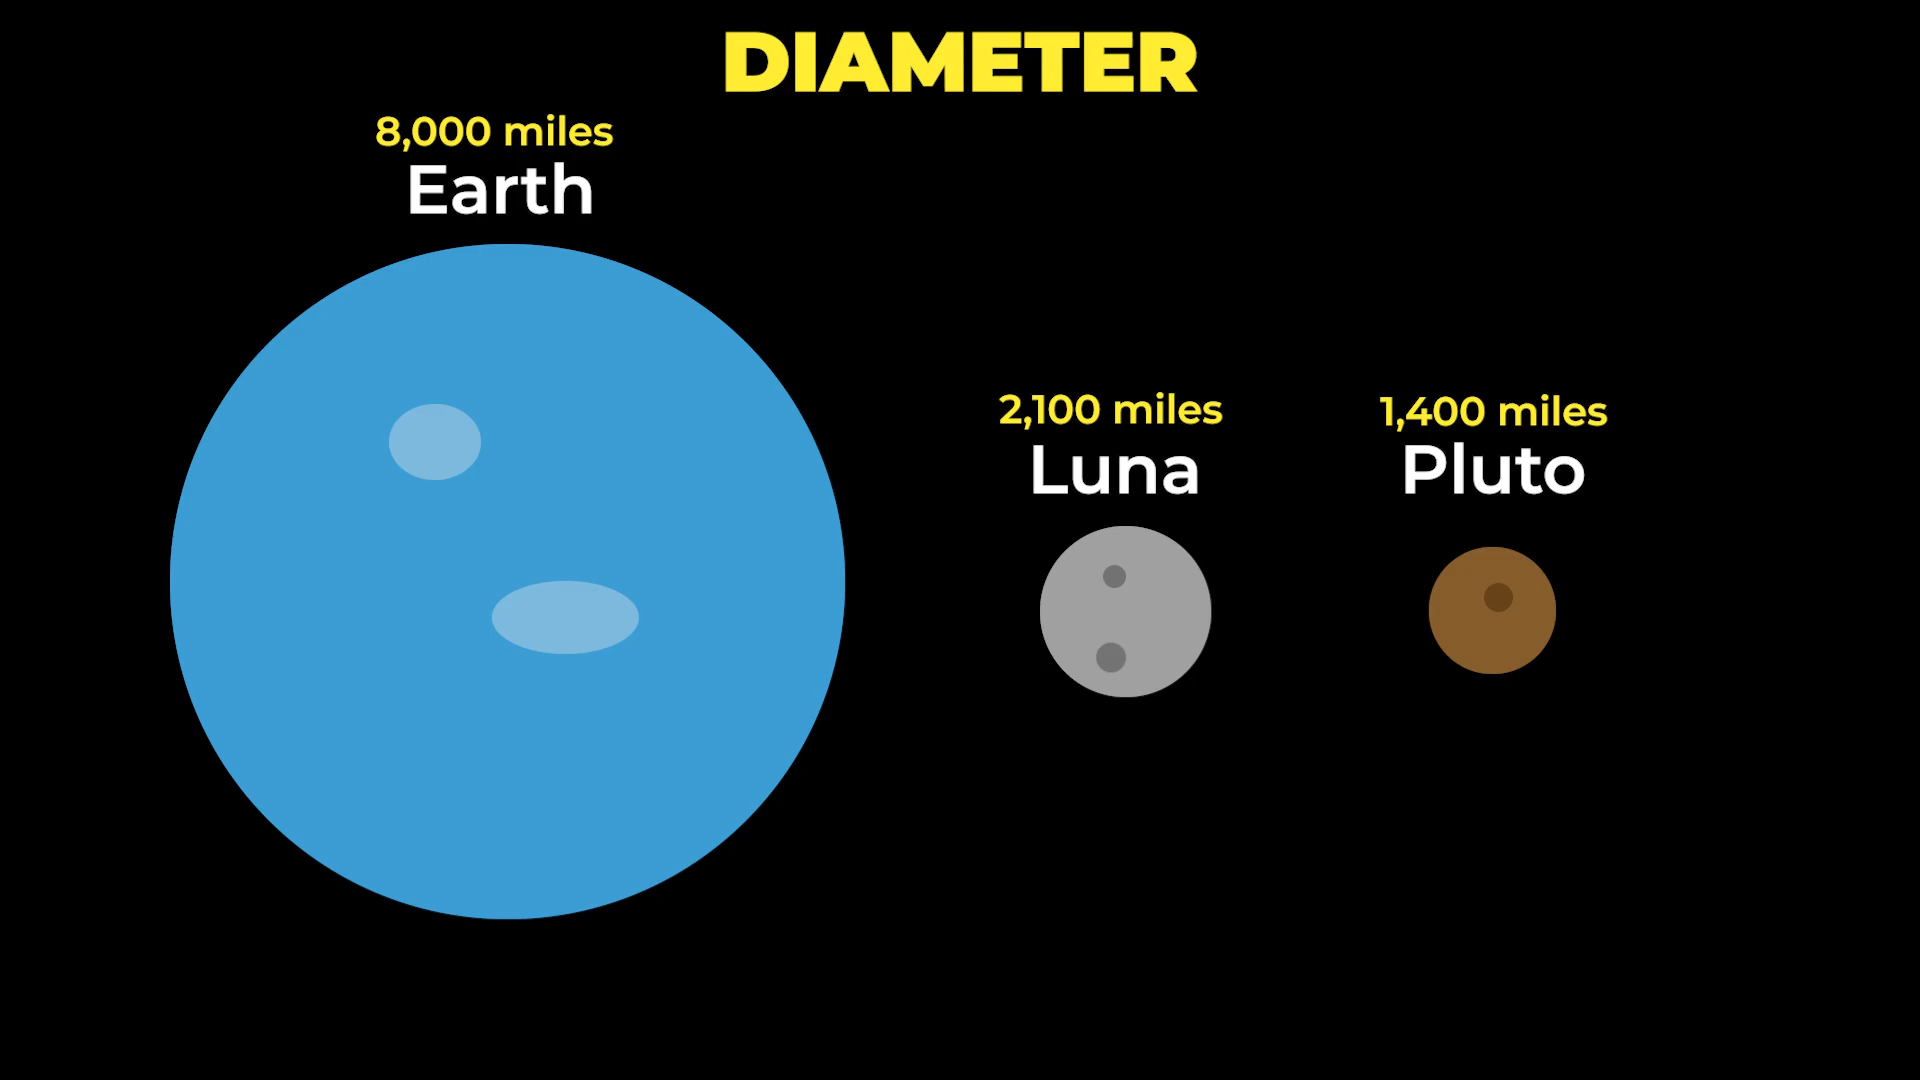 DIAMETER
8,000 miles
Earth
2,100 miles
Luna
1,400 miles
Pluto